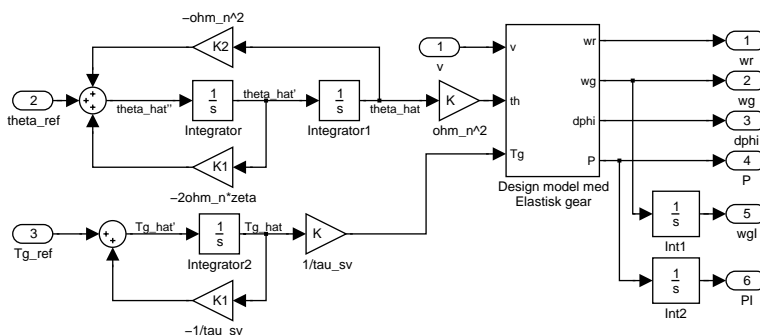 −ohm_n^2
K2
1
v
v
wr
1
wr
2
theta_ref
+
+
+
theta_hat''
1
s
Integrator
theta_hat'
1
s
Integrator1
theta_hat
K
ohm_n^2
th
wg
2
wg
dphi
3
dphi
K1
−2ohm_n*zeta
Tg
P
4
P
Design model med
Elastisk gear
3
Tg_ref
+
+
Tg_hat'
1
s
Integrator2
Tg_hat
K
1/tau_sv
1
s
Int1
5
wgI
K1
−1/tau_sv
1
s
Int2
6
PI